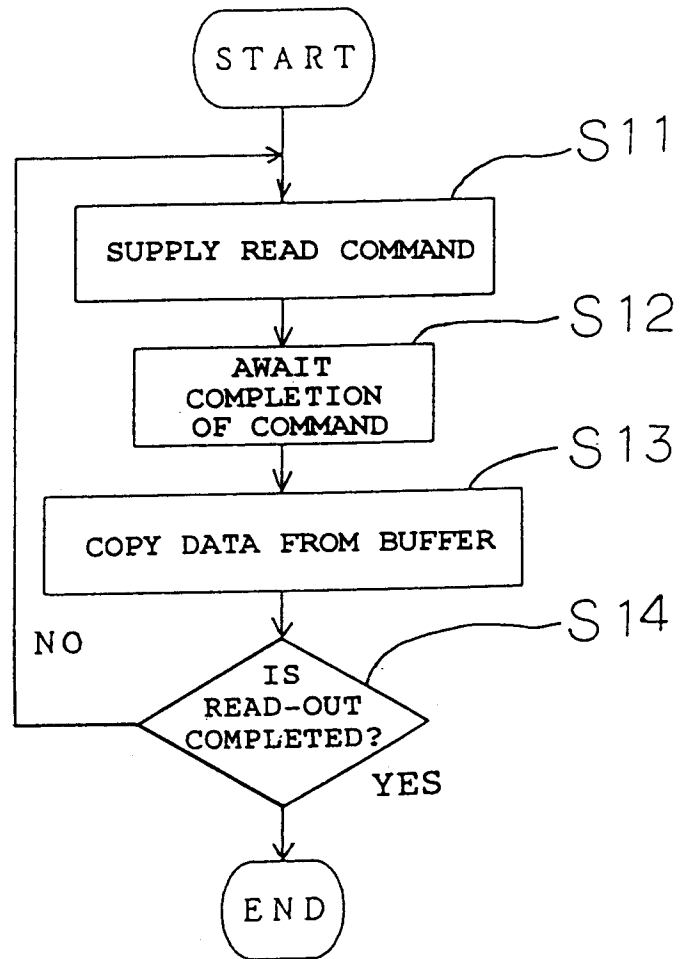 START
S11
SUPPLY READ COMMAND
S12
AWAIT
COMPLETION
OF COMMAND
S13
COPY DATA FROM BUFFER
S14
NO
IS
READ-OUT
COMPLETED?
YES
END